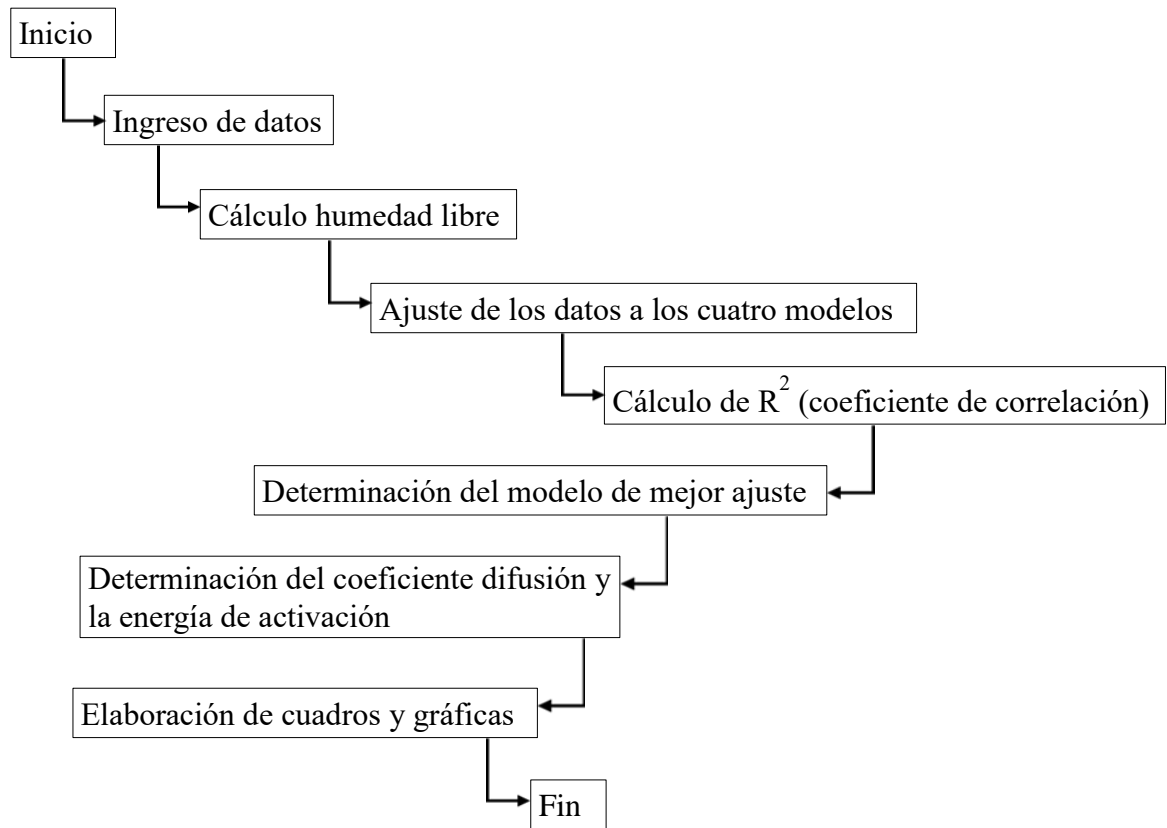 Inicio
Ingreso de datos
Cálculo humedad libre
Ajuste de los datos a los cuatro modelos
Cálculo de R² (coeficiente de correlación)
Determinación del modelo de mejor ajuste
Determinación del coeficiente difusión y
la energía de activación
Elaboración de cuadros y gráficas
Fin